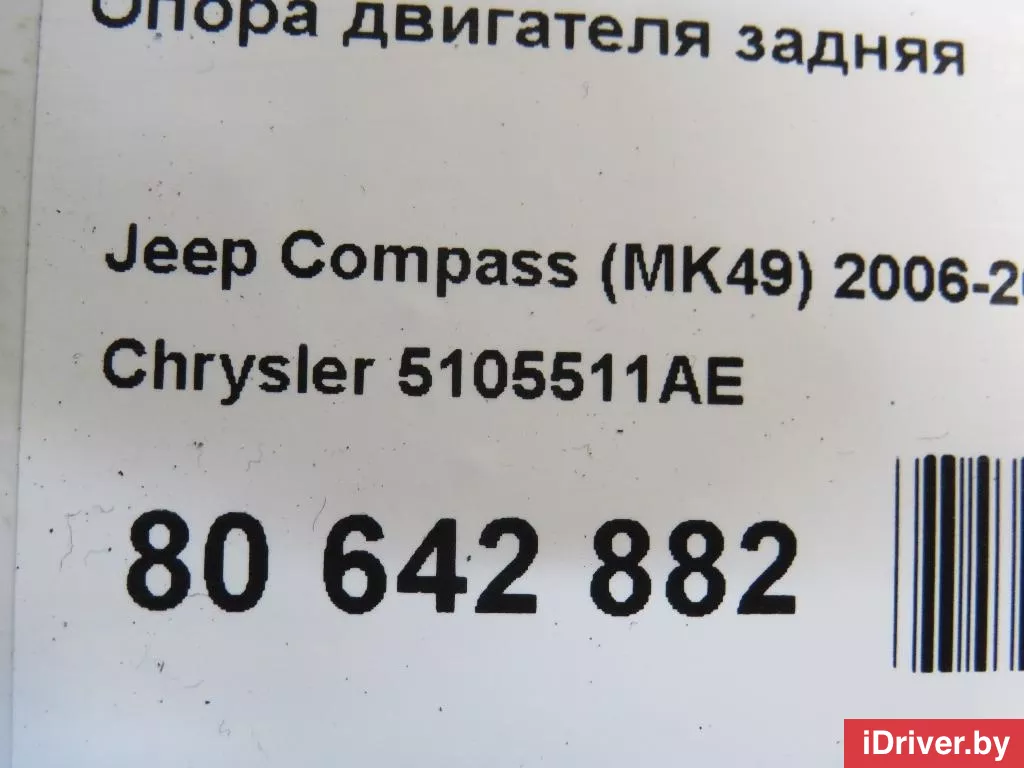 Опора двигателя задняя
Jeep Compass (MK49) 2006-2
Chrysler 5105511AE
80 642 882
iDriver.by